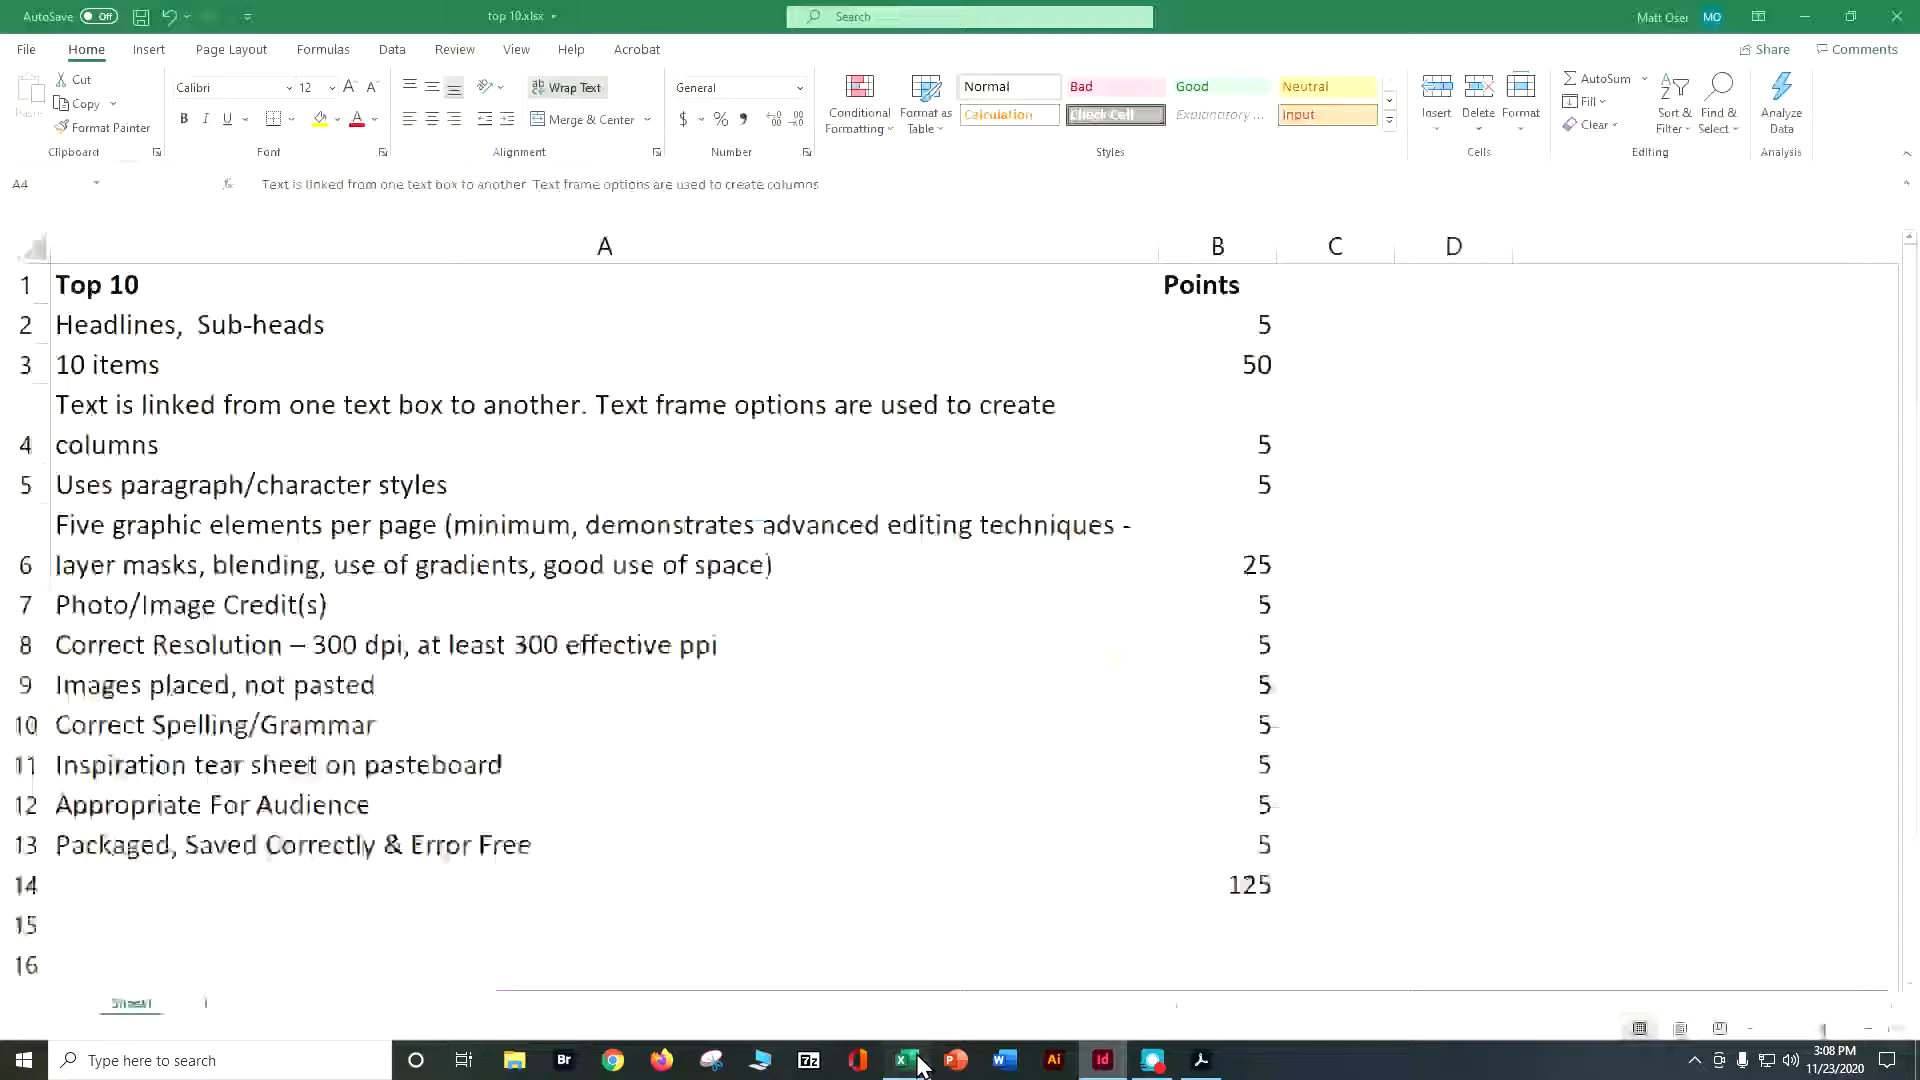 AutoSave Off top 10.xlsx Search Matt Oser MO
File Home Insert Page Layout Formulas Data Review View Help Acrobat Share Comments
Cut
Copy
Format Painter
Clipboard
Calibri 12
B I U
Font
Wrap Text
Merge & Center
Alignment
General
$ % 9
Number
Conditional Formatting
Format as Table
Normal Bad Good Neutral
Calculation Check Cell Explanatory ... Input
Styles
Insert Delete Format
Cells
AutoSum
Fill
Clear
Sort & Filter
Find & Select
Editing
Analyze Data
Analysis
A4 fx Text is linked from one text box to another. Text frame options are used to create columns
A B C D
1 Top 10 Points
2 Headlines, Sub-heads 5
3 10 items 50
Text is linked from one text box to another. Text frame options are used to create
4 columns 5
5 Uses paragraph/character styles 5
Five graphic elements per page (minimum, demonstrates advanced editing techniques -
6 layer masks, blending, use of gradients, good use of space) 25
7 Photo/Image Credit(s) 5
8 Correct Resolution – 300 dpi, at least 300 effective ppi 5
9 Images placed, not pasted 5
10 Correct Spelling/Grammar 5
11 Inspiration tear sheet on pasteboard 5
12 Appropriate For Audience 5
13 Packaged, Saved Correctly & Error Free 5
14 125
15
16
Type here to search Br 7z Ai Id 3:08 PM
11/23/2020